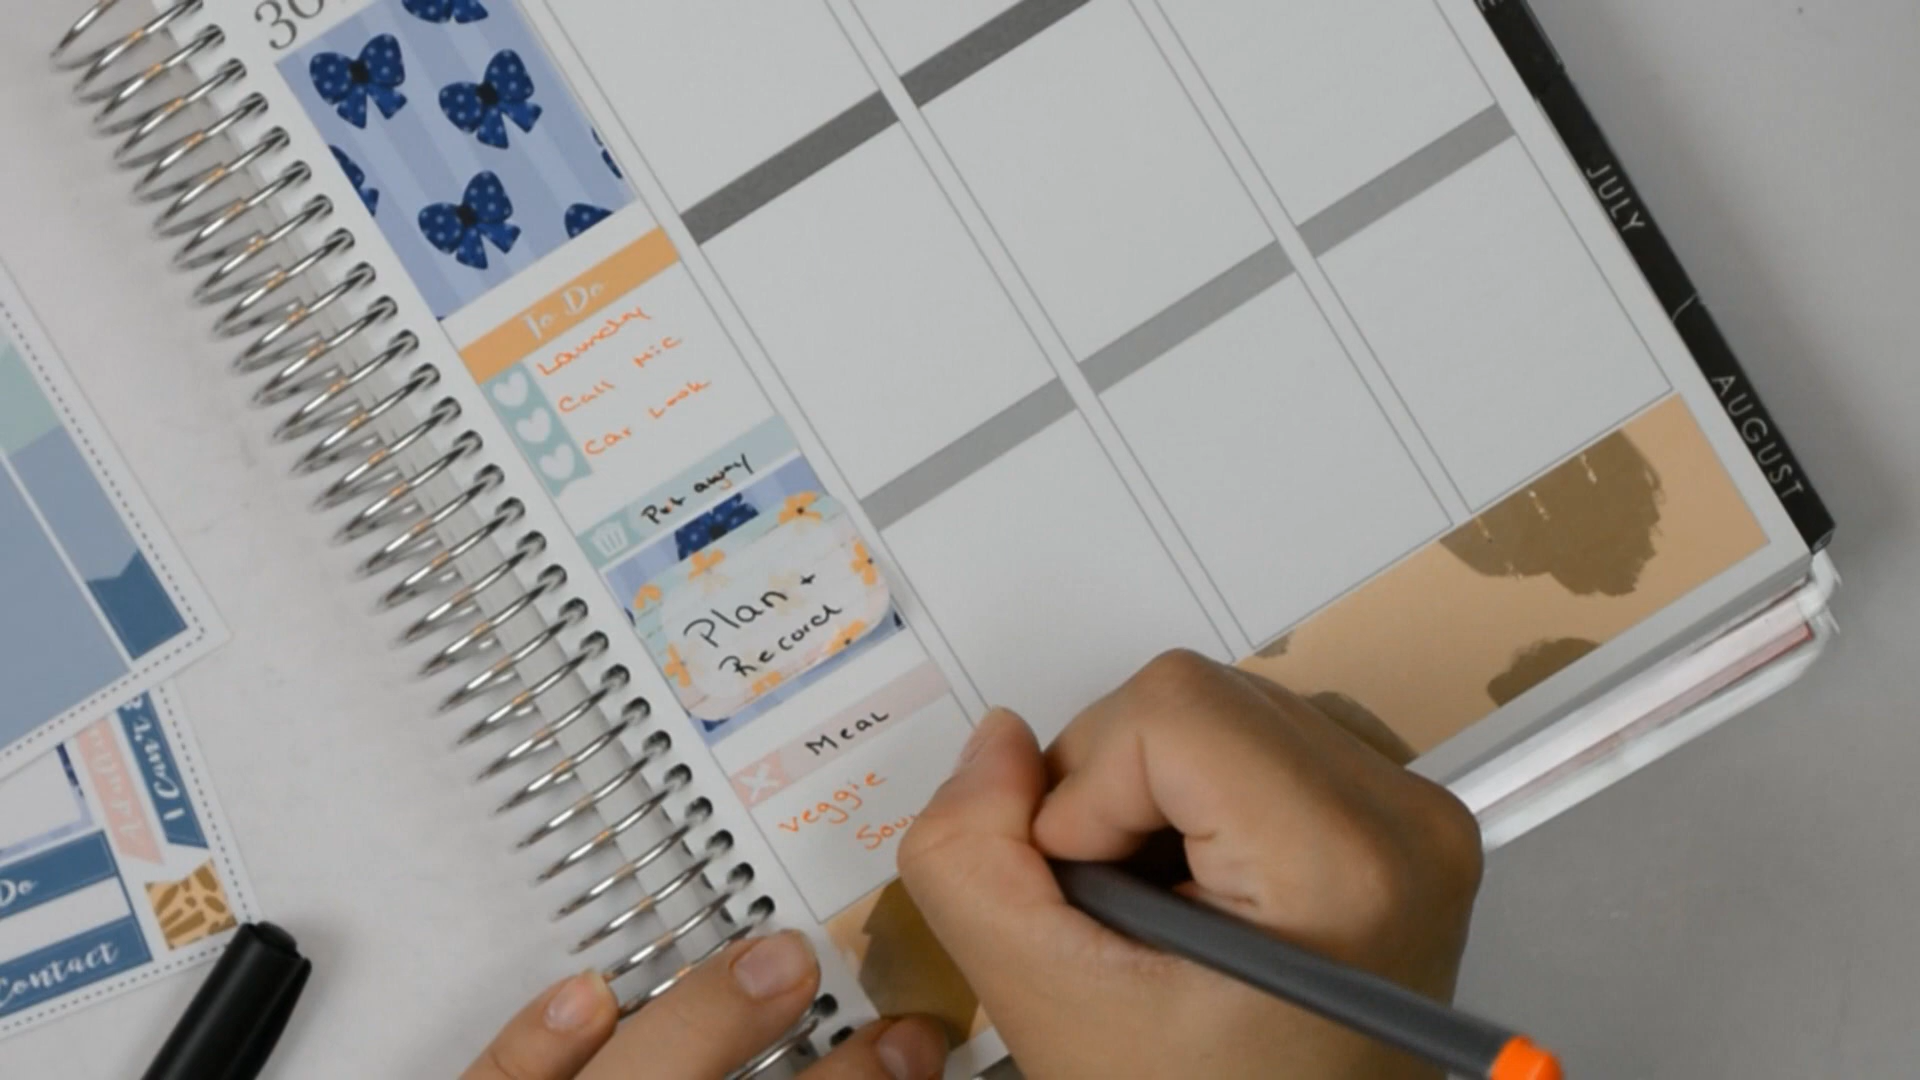 30
To Do
Laundry
Call Mic
Car Look
Put away
Plan +
Record
Meal
veggie
Sou
JULY
AUGUST
I Can't
Do
Contact